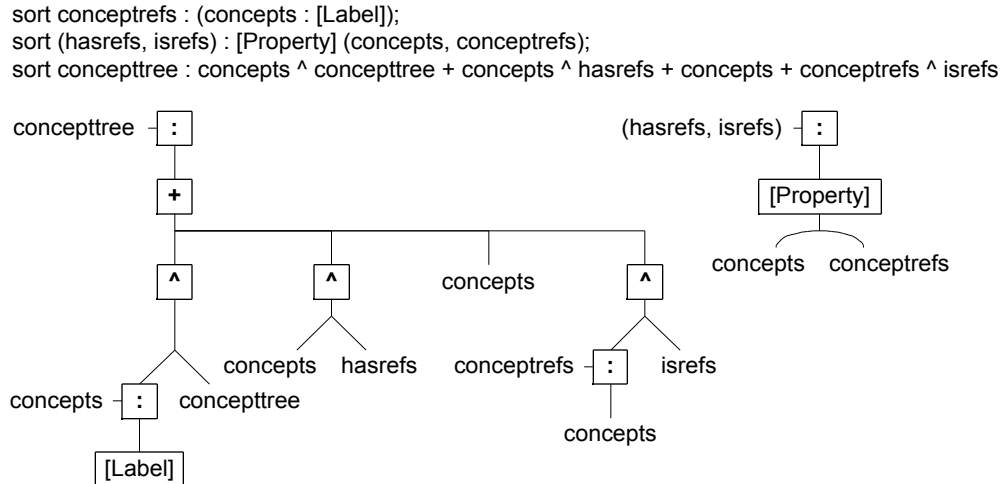 sort conceptrefs : (concepts : [Label]);
sort (hasrefs, isrefs) : [Property] (concepts, conceptrefs);
sort concepttree : concepts ^ concepttree + concepts ^ hasrefs + concepts + conceptrefs ^ isrefs
concepttree :
(hasrefs, isrefs) :
+
[Property]
^ ^ concepts ^
concepts conceptrefs
concepts hasrefs conceptrefs : isrefs
concepts : concepttree
concepts
[Label]